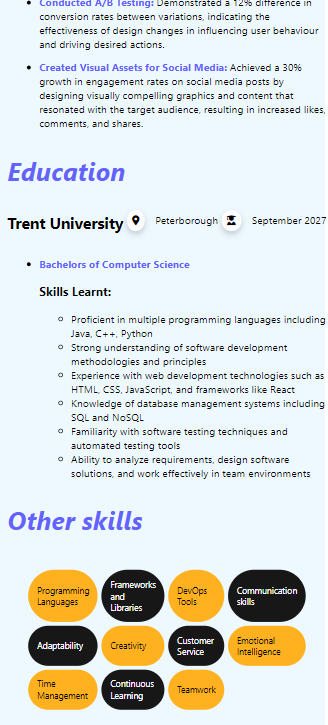 Conducted A/B Testing: Demonstrated a 12% difference in
conversion rates between variations, indicating the
effectiveness of design changes in influencing user behaviour
and driving desired actions.
Created Visual Assets for Social Media: Achieved a 30%
growth in engagement rates on social media posts by
designing visually compelling graphics and content that
resonated with the target audience, resulting in increased likes,
comments, and shares.
Education
Trent University Peterborough September 2027
Bachelors of Computer Science
Skills Learnt:
Proficient in multiple programming languages including
Java, C++, Python
Strong understanding of software development
methodologies and principles
Experience with web development technologies such as
HTML, CSS, JavaScript, and frameworks like React
Knowledge of database management systems including
SQL and NoSQL
Familiarity with software testing techniques and
automated testing tools
Ability to analyze requirements, design software
solutions, and work effectively in team environments
Other skills
Programming
Languages
Frameworks
and
Libraries
DevOps
Tools
Communication
skills
Adaptability
Creativity
Customer
Service
Emotional
Intelligence
Time
Management
Continuous
Learning
Teamwork